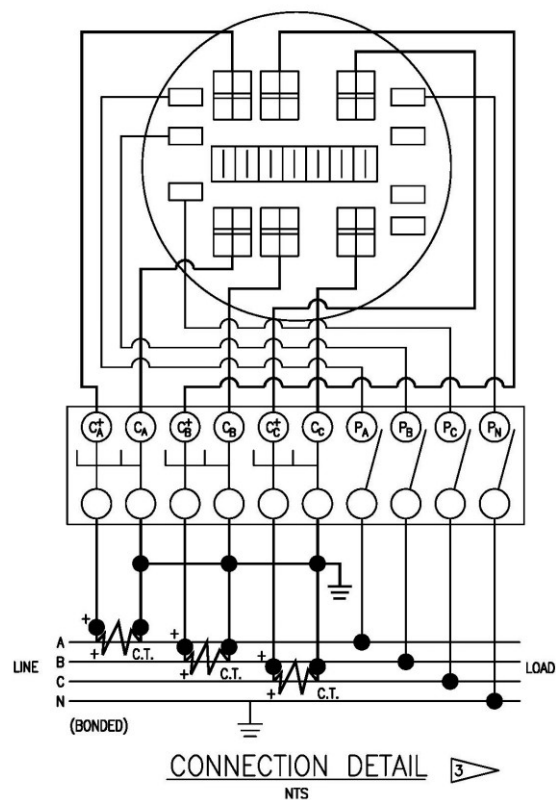 C⁺A CA C⁺B CB C⁺C CC PA PB PC PN
+
+
+
A
LINE B + C.T. LOAD
C + C.T.
N + C.T.
(BONDED)
CONNECTION DETAIL 3
NTS